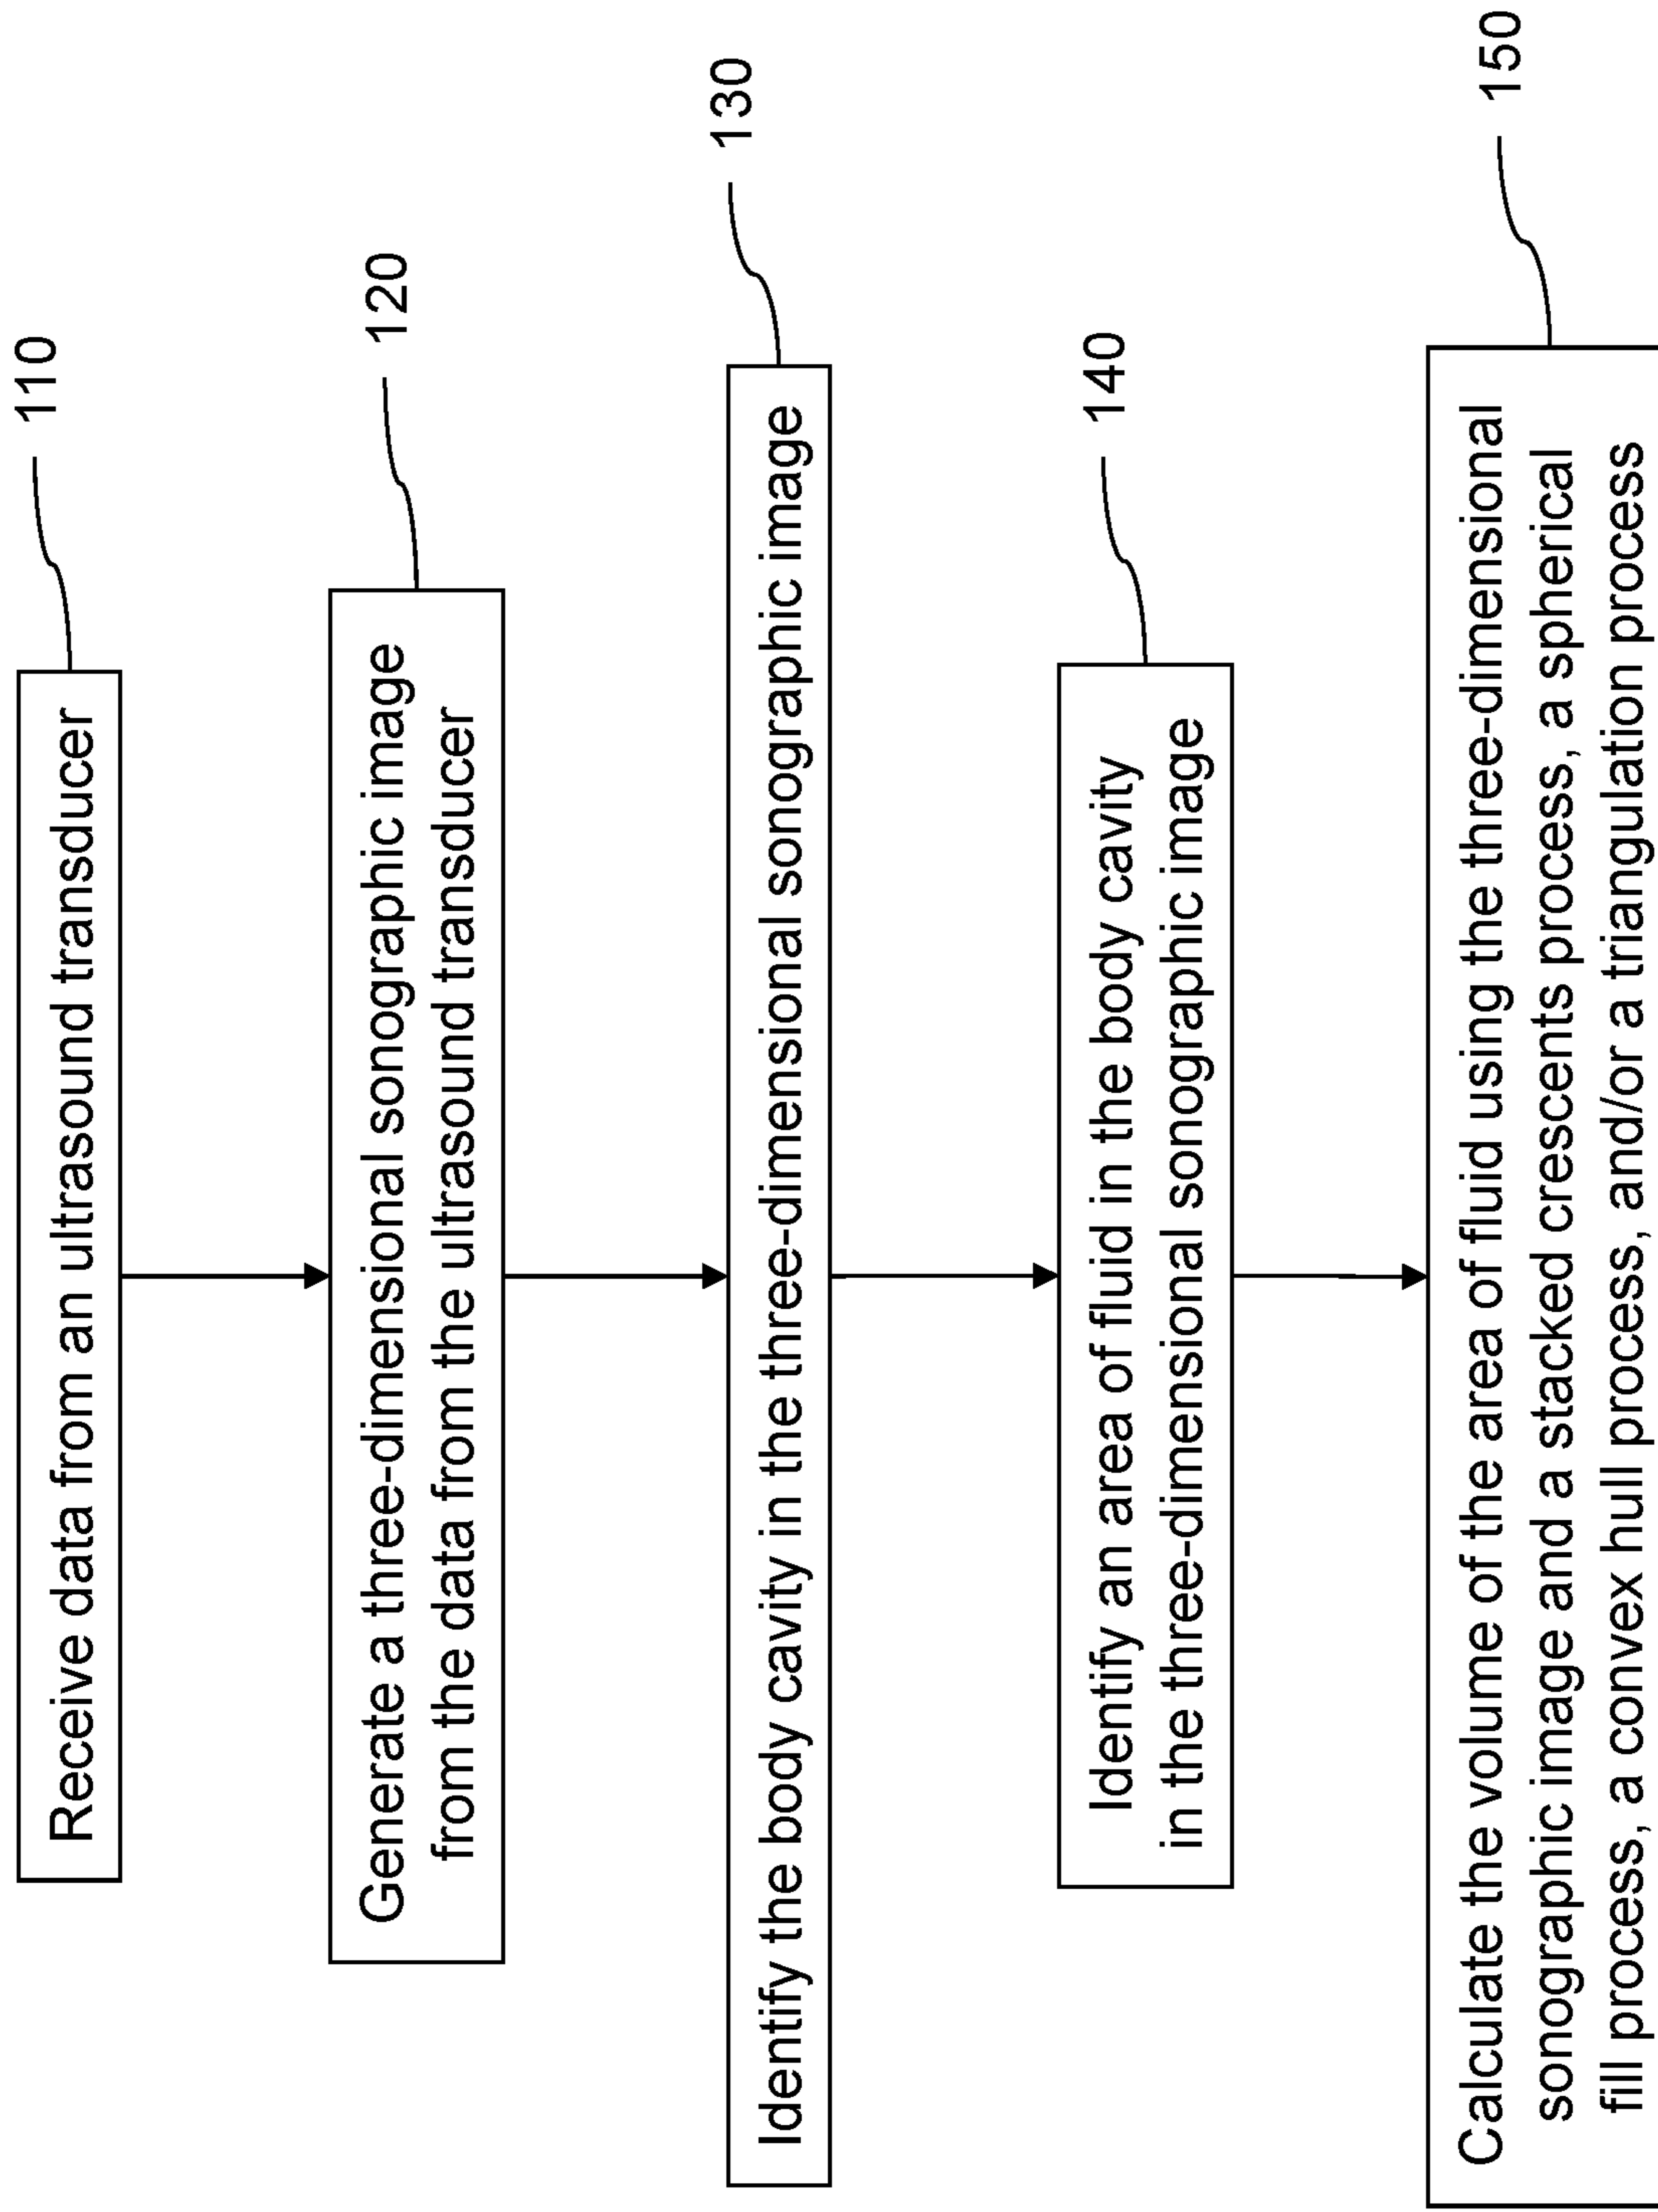 110
Receive data from an ultrasound transducer
120
Generate a three-dimensional sonographic image
from the data from the ultrasound transducer
130
Identify the body cavity in the three-dimensional sonographic image
140
Identify an area of fluid in the body cavity
in the three-dimensional sonographic image
150
Calculate the volume of the area of fluid using the three-dimensional
sonographic image and a stacked crescents process, a spherical
fill process, a convex hull process, and/or a triangulation process